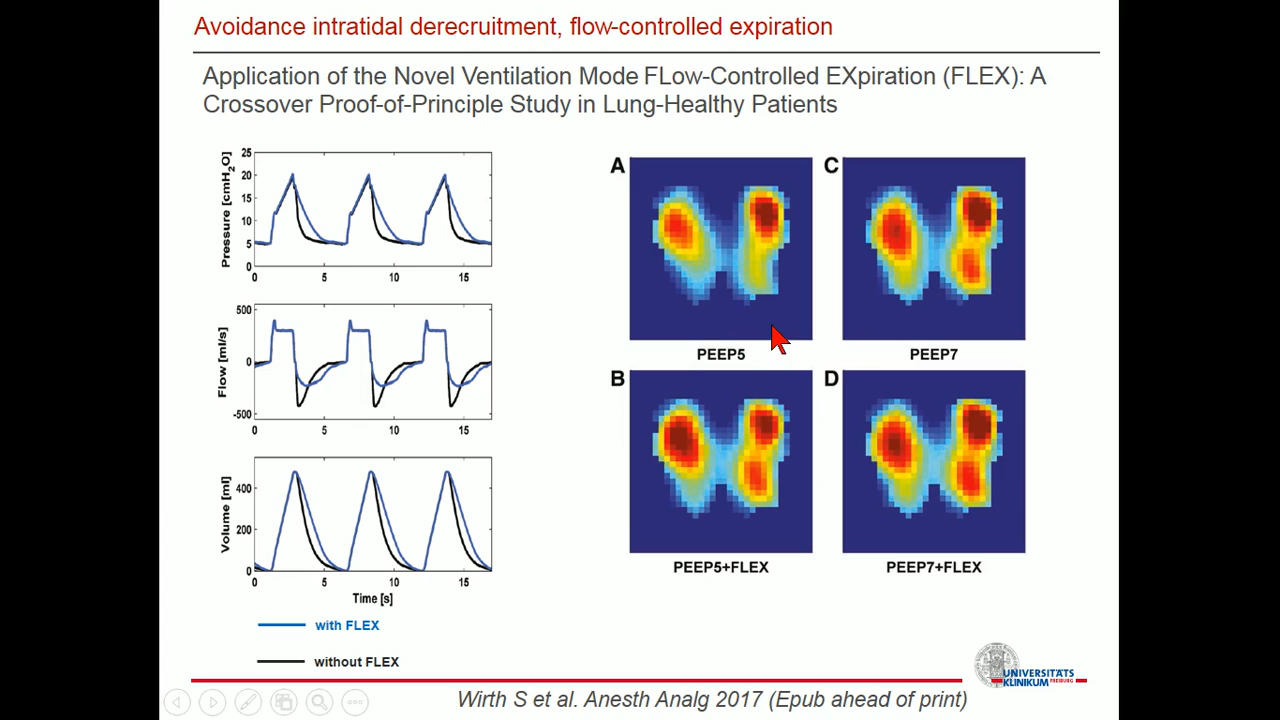 Avoidance intratidal derecruitment, flow-controlled expiration
Application of the Novel Ventilation Mode FLow-Controlled EXpiration (FLEX): A
Crossover Proof-of-Principle Study in Lung-Healthy Patients
Pressure [cmH2O]
25
20
15
10
5
0
0 5 10 15
Flow [ml/s]
500
0
-500
0 5 10 15
Volume [ml]
400
200
0
0 5 10 15
Time [s]
with FLEX
without FLEX
A
PEEP5
C
PEEP7
B
PEEP5+FLEX
D
PEEP7+FLEX
UNIVERSITÄTS
KLINIKUM FREIBURG
Wirth S et al. Anesth Analg 2017 (Epub ahead of print)